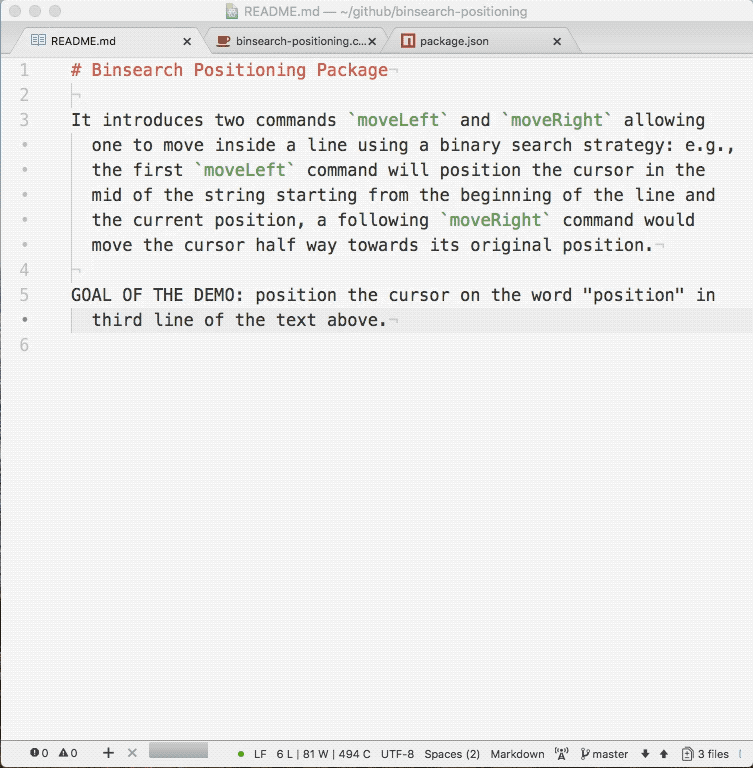 README.md — ~/github/binsearch-positioning
README.md binsearch-positioning.c... package.json
1 # Binsearch Positioning Package¬
2 ¬
3 It introduces two commands `moveLeft` and `moveRight` allowing
• one to move inside a line using a binary search strategy: e.g.,
• the first `moveLeft` command will position the cursor in the
• mid of the string starting from the beginning of the line and
• the current position, a following `moveRight` command would
• move the cursor half way towards its original position.¬
4 ¬
5 GOAL OF THE DEMO: position the cursor on the word "position" in
• third line of the text above.¬
6
0 0 + × LF 6 L | 81 W | 494 C UTF-8 Spaces (2) Markdown master 3 files